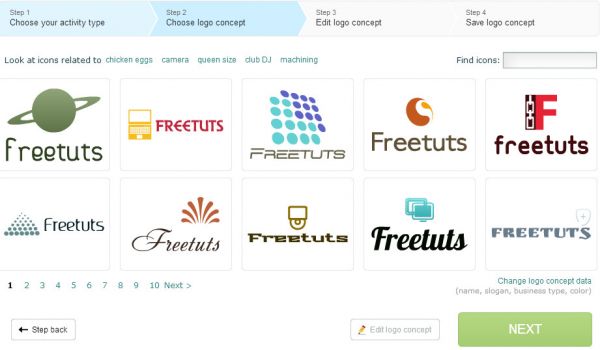 Step 1
Choose your activity type
Step 2
Choose logo concept
Step 3
Edit logo concept
Step 4
Save logo concept
Look at icons related to chicken eggs camera queen size club DJ machining
Find icons:
Freetuts
FREETUTS
FREETUTS
Freetuts
F
freetuts
Freetuts
Freetuts
Freetuts
Freetuts
FREETUTS
1 2 3 4 5 6 7 8 9 10 Next >
Change logo concept data
(name, slogan, business type, color)
Step back
Edit logo concept
NEXT